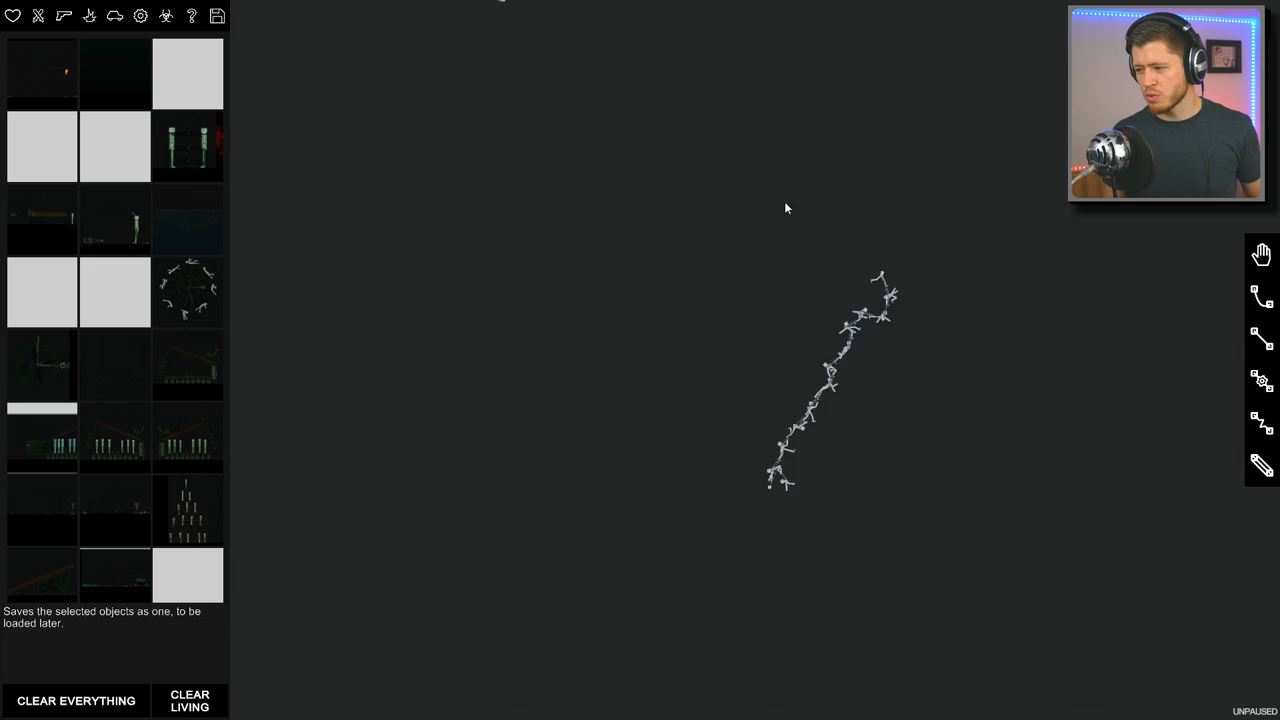 Saves the selected objects as one, to be
loaded later.
CLEAR EVERYTHING
CLEAR
LIVING
UNPAUSED